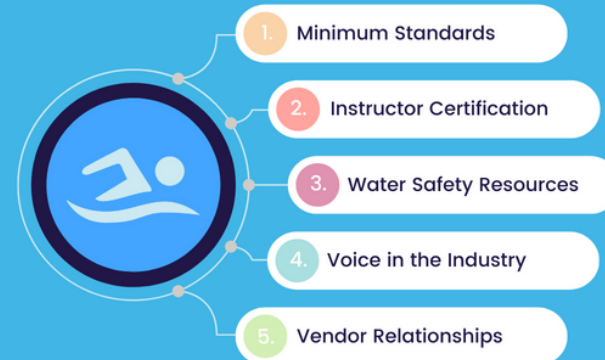 1. Minimum Standards
2. Instructor Certification
3. Water Safety Resources
4. Voice in the Industry
5. Vendor Relationships